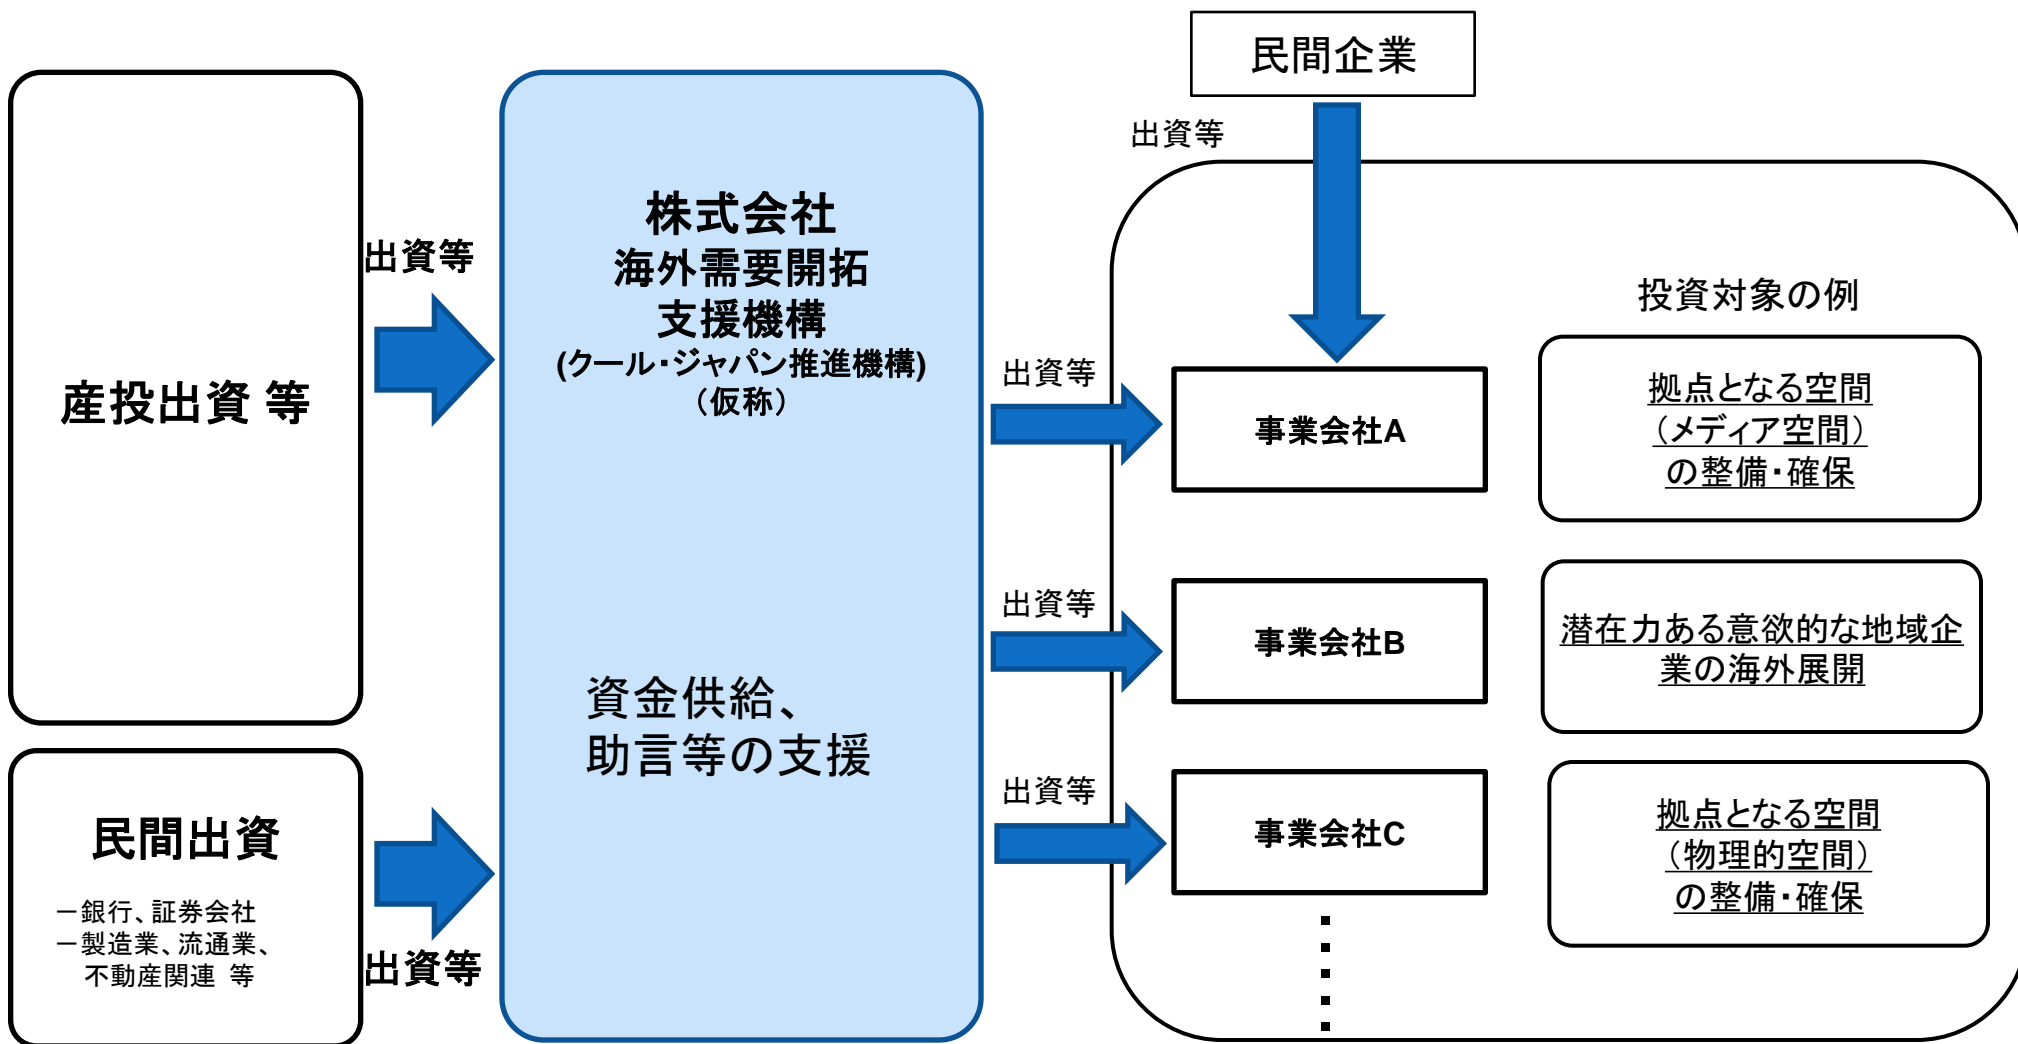 民間企業
出資等
産投出資 等
出資等
株式会社
海外需要開拓
支援機構
(クール・ジャパン推進機構)
（仮称）
資金供給、
助言等の支援
民間出資
－銀行、証券会社
－製造業、流通業、
不動産関連 等
出資等
投資対象の例
出資等
事業会社A
拠点となる空間
（メディア空間）
の整備・確保
出資等
事業会社B
潜在力ある意欲的な地域企
業の海外展開
出資等
事業会社C
拠点となる空間
（物理的空間）
の整備・確保